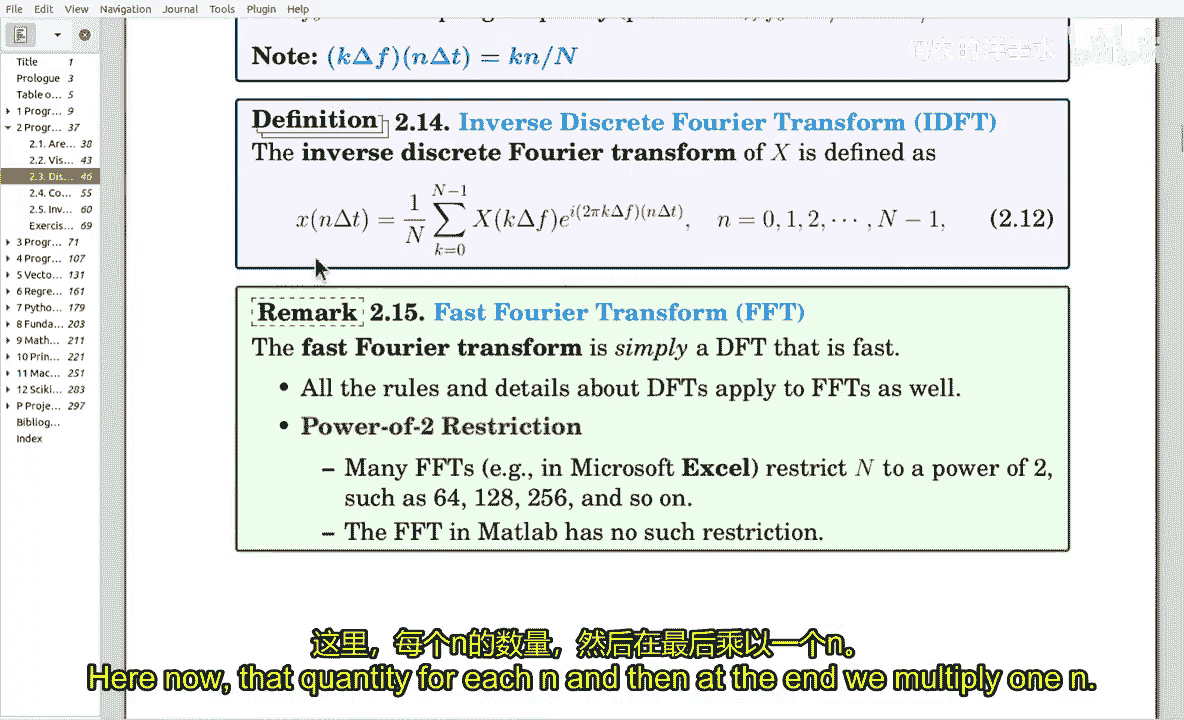 File Edit View Navigation Journal Tools Plugin Help
Title 1
Prologue 3
Table o... 5
1 Progr... 9
2 Progr... 37
2.1. Are... 38
2.2. Vis... 43
2.3. Dis... 46
2.4. Co... 55
2.5. Inv... 60
Exercis... 69
3 Progr... 71
4 Progr... 107
5 Vecto... 131
6 Regre... 161
7 Pytho... 179
8 Funda... 203
9 Math... 211
10 Prin... 221
11 Mac... 251
12 Sciki... 283
P Proje... 297
Bibliog...
Index
Note: (kΔf)(nΔt) = kn/N
Definition 2.14. Inverse Discrete Fourier Transform (IDFT)
The inverse discrete Fourier transform of X is defined as
x(nΔt) = 1/N ∑_{k=0}^{N−1} X(kΔf)e^{i(2πkΔf)(nΔt)}, n = 0, 1, 2, ⋯ , N − 1, (2.12)
Remark 2.15. Fast Fourier Transform (FFT)
The fast Fourier transform is simply a DFT that is fast.
• All the rules and details about DFTs apply to FFTs as well.
• Power-of-2 Restriction
– Many FFTs (e.g., in Microsoft Excel) restrict N to a power of 2,
such as 64, 128, 256, and so on.
– The FFT in Matlab has no such restriction.
这里，每个n的数量，然后在最后乘以一个n。
Here now, that quantity for each n and then at the end we multiply one n.